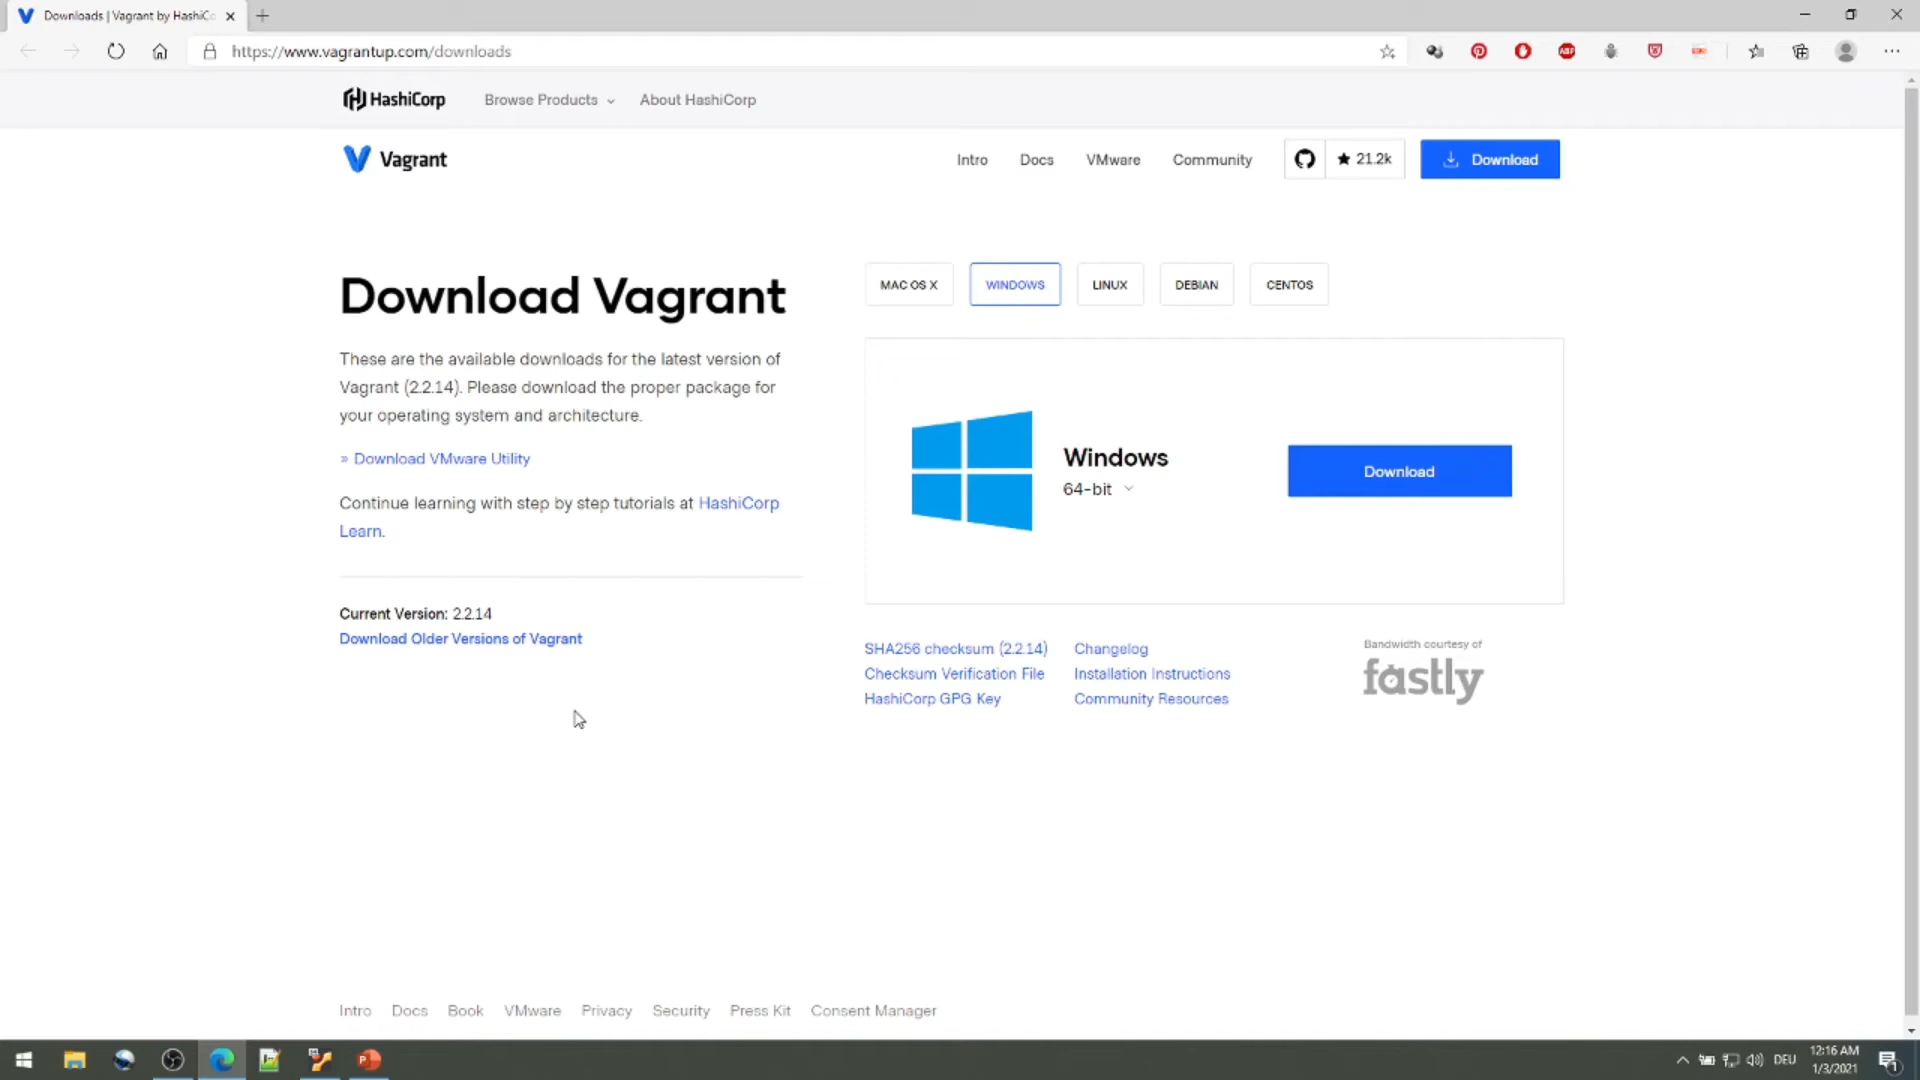 Downloads | Vagrant by HashiCo
https://www.vagrantup.com/downloads
HashiCorp
Browse Products
About HashiCorp
Vagrant
Intro
Docs
VMware
Community
21.2k
Download
Download Vagrant
MAC OS X
WINDOWS
LINUX
DEBIAN
CENTOS
These are the available downloads for the latest version of
Vagrant (2.2.14). Please download the proper package for
your operating system and architecture.
» Download VMware Utility
Continue learning with step by step tutorials at HashiCorp
Learn.
Windows
64-bit
Download
Current Version: 2.2.14
Download Older Versions of Vagrant
SHA256 checksum (2.2.14)
Checksum Verification File
HashiCorp GPG Key
Changelog
Installation Instructions
Community Resources
Bandwidth courtesy of
fastly
Intro
Docs
Book
VMware
Privacy
Security
Press Kit
Consent Manager
DEU
12:16 AM
1/3/2021
1